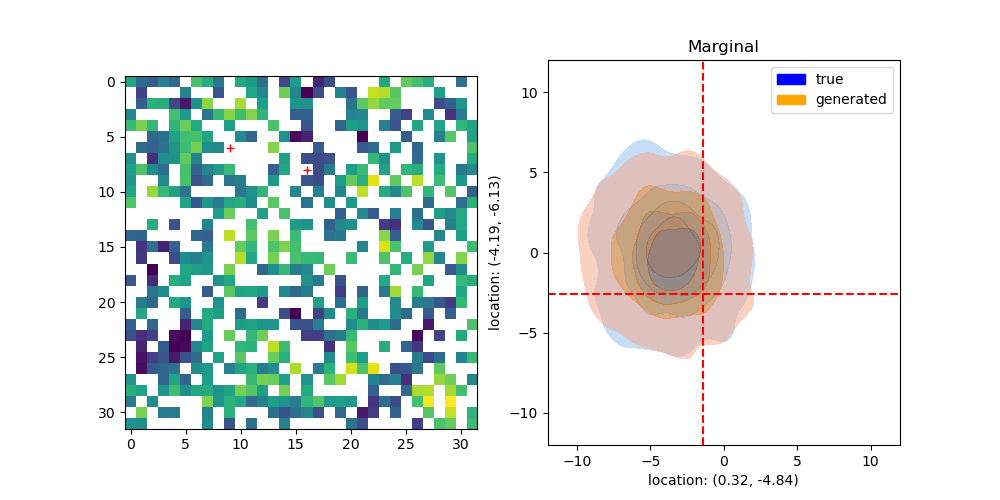 Marginal
true
generated
0
5
10
15
20
25
30
0 5 10 15 20 25 30
location: (-4.19, -6.13)
10
5
0
−5
−10
−10 −5 0 5 10
location: (0.32, -4.84)